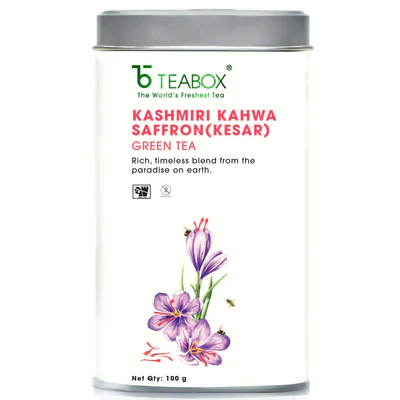 TEABOX®
The World's Freshest Tea
KASHMIRI KAHWA
SAFFRON(KESAR)
GREEN TEA
Rich, timeless blend from the
paradise on earth.
Net Qty: 100 g